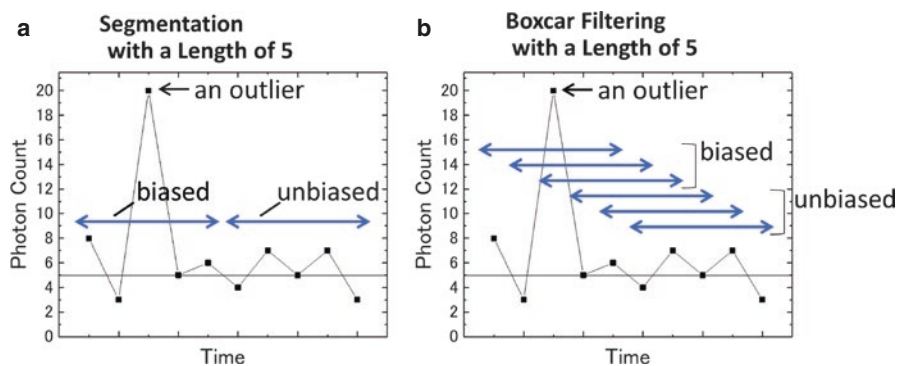 a
Segmentation
with a Length of 5
20
18
16
14
12
10
8
6
4
2
0
Photon Count
an outlier
biased
unbiased
Time
b
Boxcar Filtering
with a Length of 5
20
18
16
14
12
10
8
6
4
2
0
Photon Count
an outlier
biased
unbiased
Time